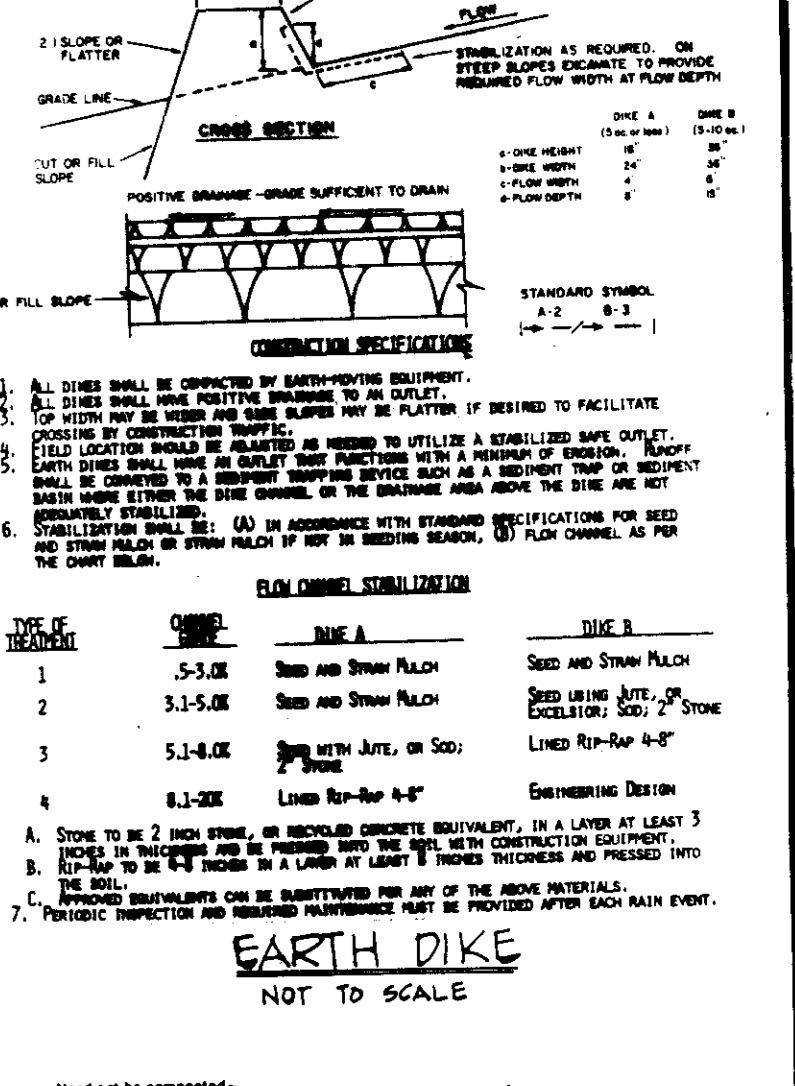 FLOW
2:1 SLOPE OR
FLATTER
STABILIZATION AS REQUIRED. ON
STEEP SLOPES EXCAVATE TO PROVIDE
REQUIRED FLOW WIDTH AT FLOW DEPTH
GRADE LINE
c
CROSS SECTION
CUT OR FILL
SLOPE
DIKE A DIKE B
(5 ac. or less) (5-10 ac.)
a-DIKE HEIGHT 18" 36"
b-DIKE WIDTH 24" 36"
c-FLOW WIDTH 4' 6'
d-FLOW DEPTH 8" 15"
POSITIVE DRAINAGE-GRADE SUFFICIENT TO DRAIN
R FILL SLOPE
STANDARD SYMBOL
A-2 B-3
CONSTRUCTION SPECIFICATIONS
1. ALL DIKES SHALL BE COMPACTED BY EARTH-MOVING EQUIPMENT.
2. ALL DIKES SHALL HAVE POSITIVE DRAINAGE TO AN OUTLET.
3. TOP WIDTH MAY BE WIDER AND SIDE SLOPES MAY BE FLATTER IF DESIRED TO FACILITATE
CROSSING BY CONSTRUCTION TRAFFIC.
4. FIELD LOCATION SHOULD BE ADJUSTED AS NEEDED TO UTILIZE A STABILIZED SAFE OUTLET.
5. EARTH DIKES SHALL HAVE AN OUTLET THAT FUNCTIONS WITH A MINIMUM OF EROSION. RUNOFF
SHALL BE CONVEYED TO A SEDIMENT TRAPPING DEVICE SUCH AS A SEDIMENT TRAP OR SEDIMENT
BASIN WHERE EITHER THE DIKE CHANNEL OR THE DRAINAGE AREA ABOVE THE DIKE ARE NOT
ADEQUATELY STABILIZED.
6. STABILIZATION SHALL BE: (A) IN ACCORDANCE WITH STANDARD SPECIFICATIONS FOR SEED
AND STRAW MULCH OR STRAW MULCH IF NOT IN SEEDING SEASON, (B) FLOW CHANNEL AS PER
THE CHART BELOW.
FLOW CHANNEL STABILIZATION
TYPE OF TREATMENT CHANNEL GRADE DIKE A DIKE B
1 .5-3.0% SEED AND STRAW MULCH SEED AND STRAW MULCH
2 3.1-5.0% SEED AND STRAW MULCH SEED USING JUTE, OR
EXCELSIOR; SOD; 2" STONE
3 5.1-8.0% SEED WITH JUTE, OR SOD; LINED RIP-RAP 4-8"
2" STONE
4 8.1-20% LINED RIP-RAP 4-8" ENGINEERING DESIGN
A. STONE TO BE 2 INCH STONE, OR RECYCLED CONCRETE EQUIVALENT, IN A LAYER AT LEAST 3
INCHES IN THICKNESS AND BE PRESSED INTO THE SOIL WITH CONSTRUCTION EQUIPMENT.
B. RIP-RAP TO BE 4-8 INCHES IN A LAYER AT LEAST 8 INCHES THICKNESS AND PRESSED INTO
THE SOIL.
C. APPROVED EQUIVALENTS CAN BE SUBSTITUTED FOR ANY OF THE ABOVE MATERIALS.
7. PERIODIC INSPECTION AND REQUIRED MAINTENANCE MUST BE PROVIDED AFTER EACH RAIN EVENT.
EARTH DIKE
NOT TO SCALE